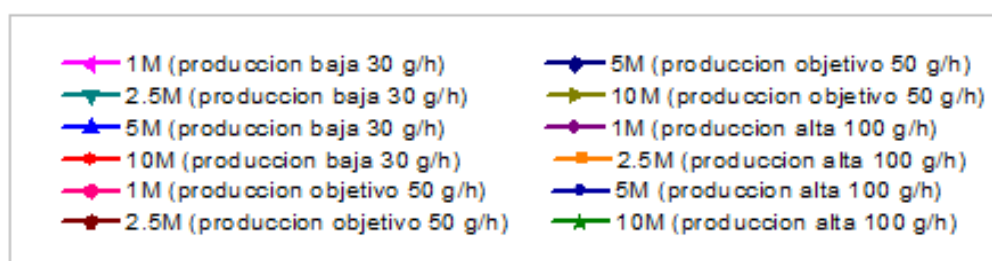 1M (produccion baja 30 g/h)
2.5M (produccion baja 30 g/h)
5M (produccion baja 30 g/h)
10M (produccion baja 30 g/h)
1M (produccion objetivo 50 g/h)
2.5M (produccion objetivo 50 g/h)
5M (produccion objetivo 50 g/h)
10M (produccion objetivo 50 g/h)
1M (produccion alta 100 g/h)
2.5M (produccion alta 100 g/h)
5M (produccion alta 100 g/h)
10M (produccion alta 100 g/h)